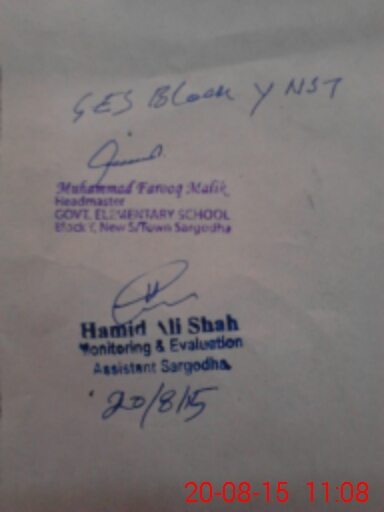 GES Block Y NST
Muhammad Farooq Malik
Headmaster
GOVT. ELEMENTARY SCHOOL
Block Y, New S/Town Sargodha
Hamid Ali Shah
Monitoring & Evaluation
Assistant Sargodha
20/8/15
20-08-15 11:08